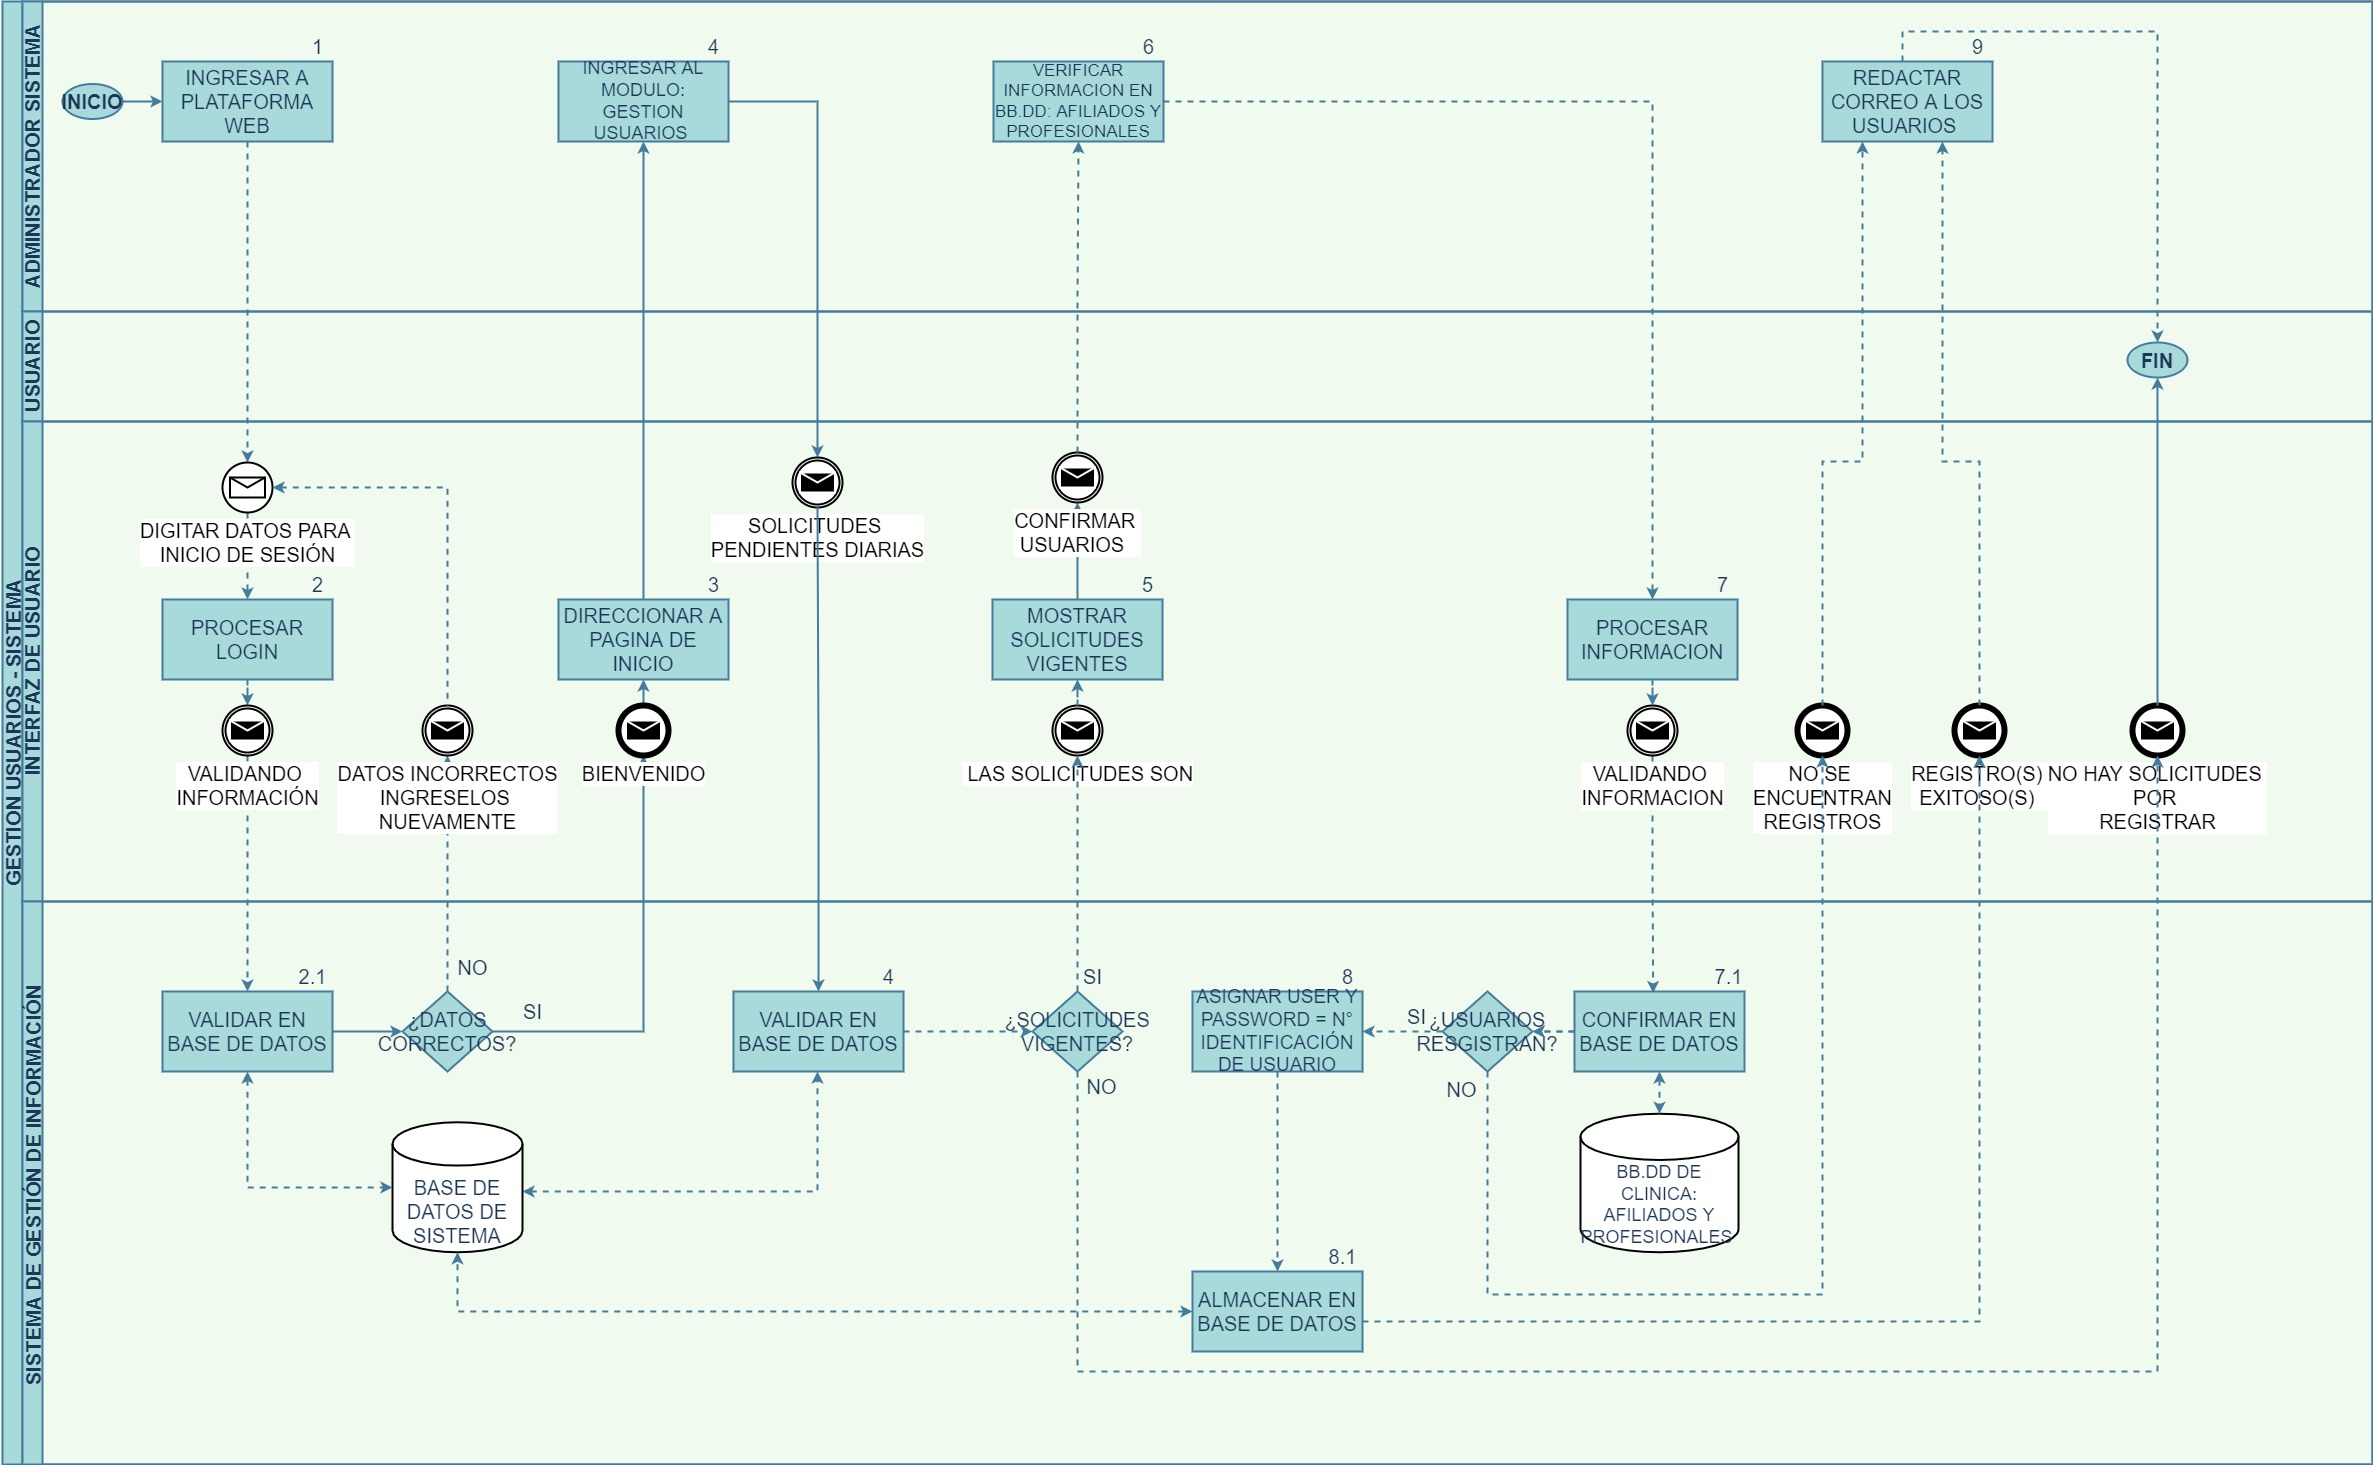 GESTION USUARIOS - SISTEMA
ADMINISTRADOR SISTEMA
INICIO
1
INGRESAR A
PLATAFORMA
WEB
4
INGRESAR AL
MODULO:
GESTION
USUARIOS
6
VERIFICAR
INFORMACION EN
BB.DD: AFILIADOS Y
PROFESIONALES
9
REDACTAR
CORREO A LOS
USUARIOS
USUARIO
FIN
INTERFAZ DE USUARIO
DIGITAR DATOS PARA
INICIO DE SESIÓN
SOLICITUDES
PENDIENTES DIARIAS
CONFIRMAR
USUARIOS
2
PROCESAR
LOGIN
3
DIRECCIONAR A
PAGINA DE
INICIO
5
MOSTRAR
SOLICITUDES
VIGENTES
7
PROCESAR
INFORMACION
VALIDANDO
INFORMACIÓN
DATOS INCORRECTOS
INGRESELOS
NUEVAMENTE
BIENVENIDO
LAS SOLICITUDES SON
VALIDANDO
INFORMACION
NO SE
ENCUENTRAN
REGISTROS
REGISTRO(S)
EXITOSO(S)
NO HAY SOLICITUDES
POR
REGISTRAR
SISTEMA DE GESTIÓN DE INFORMACIÓN
2.1
VALIDAR EN
BASE DE DATOS
NO
¿DATOS
CORRECTOS?
SI
4
VALIDAR EN
BASE DE DATOS
SI
¿SOLICITUDES
VIGENTES?
NO
8
ASIGNAR USER Y
PASSWORD = N°
IDENTIFICACIÓN
DE USUARIO
SI
¿USUARIOS
RESGISTRAN?
NO
7.1
CONFIRMAR EN
BASE DE DATOS
BASE DE
DATOS DE
SISTEMA
BB.DD DE
CLINICA:
AFILIADOS Y
PROFESIONALES
8.1
ALMACENAR EN
BASE DE DATOS